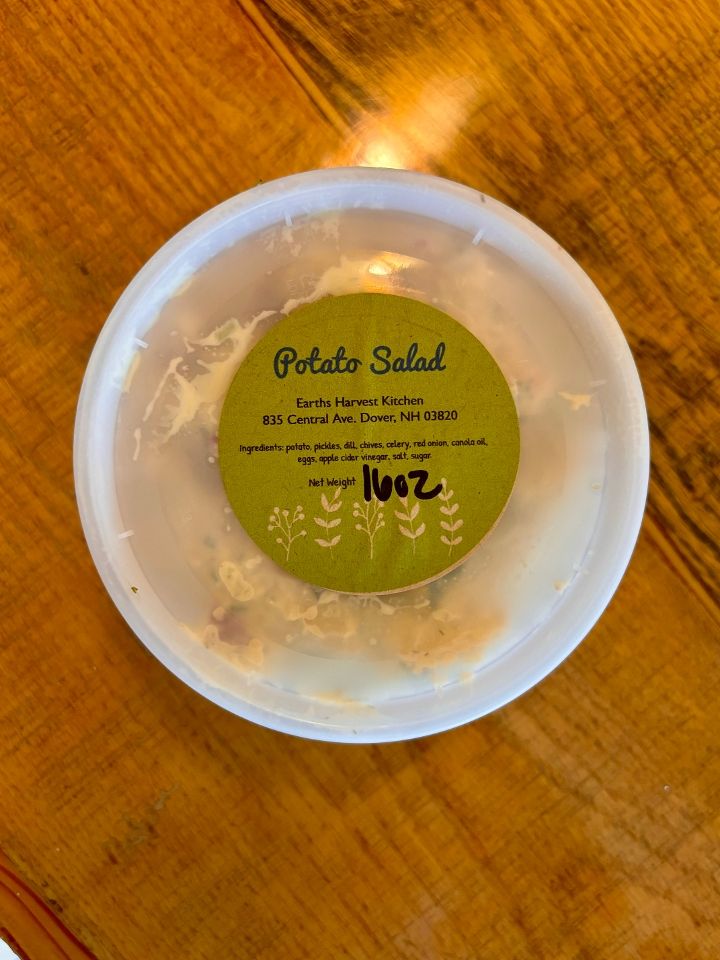 Potato Salad
Earths Harvest Kitchen
835 Central Ave. Dover, NH 03820
Ingredients: potato, pickles, dill, chives, celery, red onion, canola oil,
eggs, apple cider vinegar, salt, sugar.
Net Weight 16oz